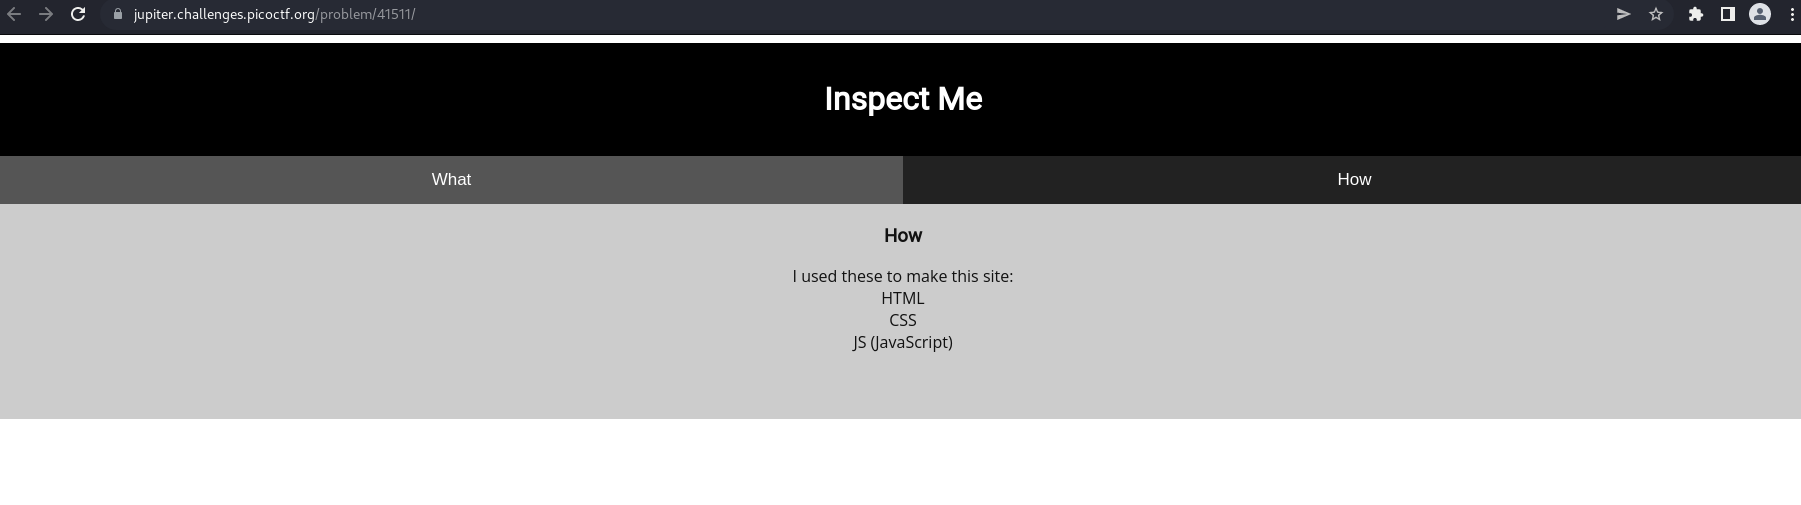 jupiter.challenges.picoctf.org/problem/41511/
Inspect Me
What How
How
I used these to make this site:
HTML
CSS
JS (JavaScript)